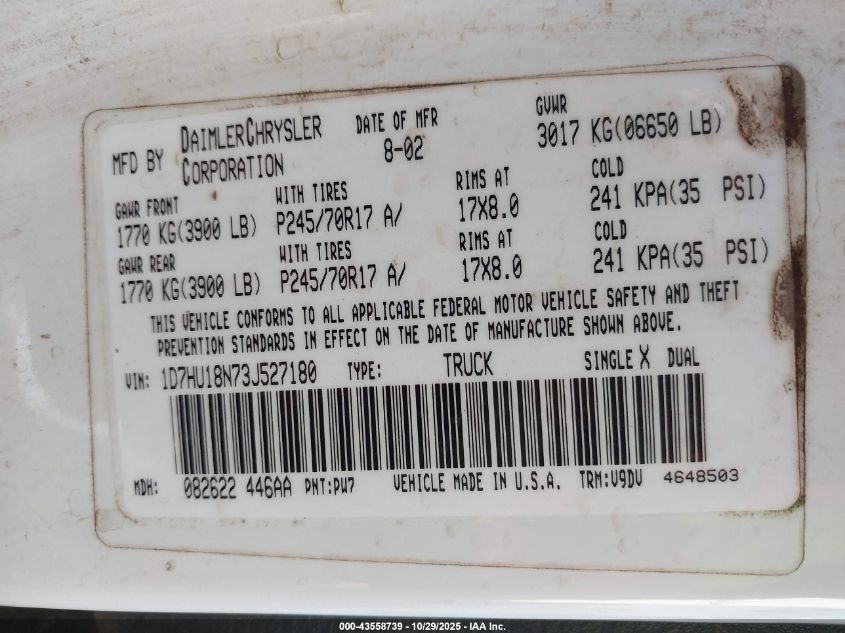 MFD BY DAIMLERCHRYSLER CORPORATION DATE OF MFR 8-02 GVWR 3017 KG(06650 LB)
GAWR FRONT WITH TIRES RIMS AT COLD
1770 KG(3900 LB) P245/70R17 A/ 17X8.0 241 KPA(35 PSI)
GAWR REAR WITH TIRES RIMS AT COLD
1770 KG(3900 LB) P245/70R17 A/ 17X8.0 241 KPA(35 PSI)
THIS VEHICLE CONFORMS TO ALL APPLICABLE FEDERAL MOTOR VEHICLE SAFETY AND THEFT
PREVENTION STANDARDS IN EFFECT ON THE DATE OF MANUFACTURE SHOWN ABOVE.
VIN: 1D7HU18N73J527180 TYPE: TRUCK SINGLE X DUAL
MDH: 082622 446AA PNT:PW7 VEHICLE MADE IN U.S.A. TRM:V9DV 4648503
000-43558739 - 10/29/2025 - IAA Inc.